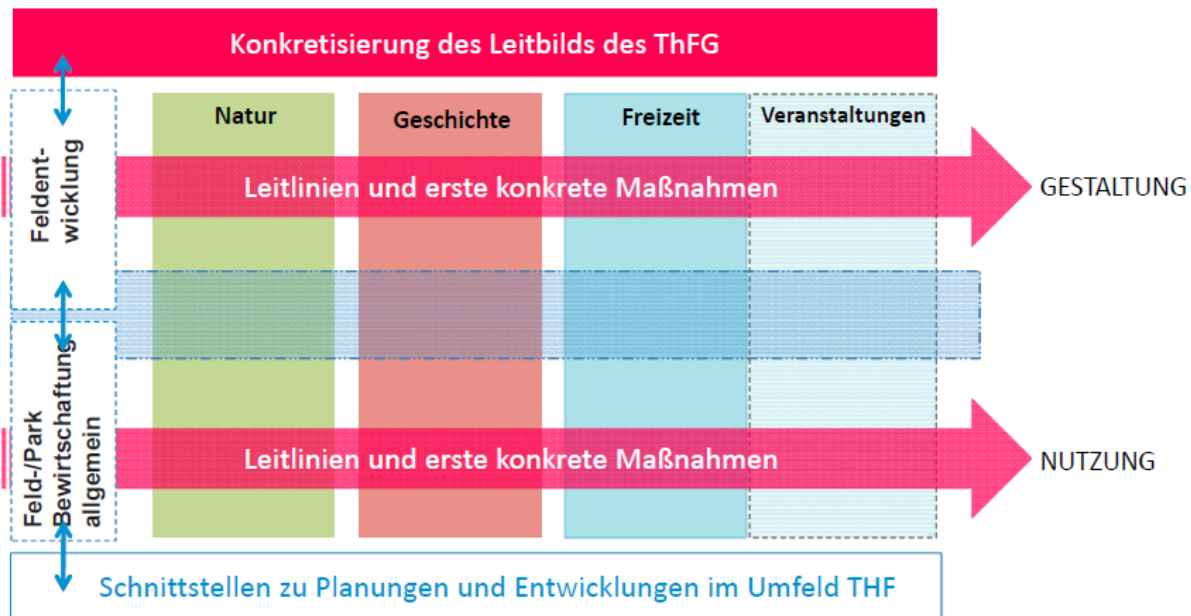 Konkretisierung des Leitbilds des ThFG
Natur
Geschichte
Freizeit
Veranstaltungen
Feldent-
wicklung
Leitlinien und erste konkrete Maßnahmen
GESTALTUNG
Feld-/Park
Bewirtschaftung
allgemein
Leitlinien und erste konkrete Maßnahmen
NUTZUNG
Schnittstellen zu Planungen und Entwicklungen im Umfeld THF